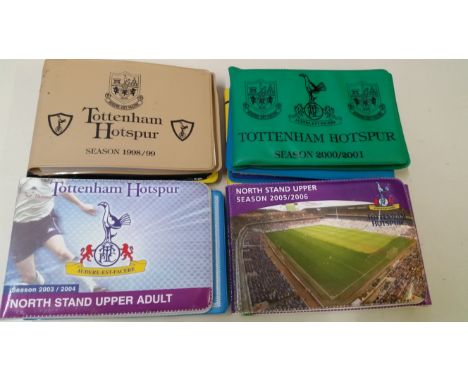 Tottenham
Hotspur
SEASON 1998/99
TOTTENHAM HOTSPUR
SEASON 2000/2001
Tottenham Hotspur
AUDERE·EST·FACERE
Season 2003 / 2004
NORTH STAND UPPER ADULT
NORTH STAND UPPER
SEASON 2005/2006